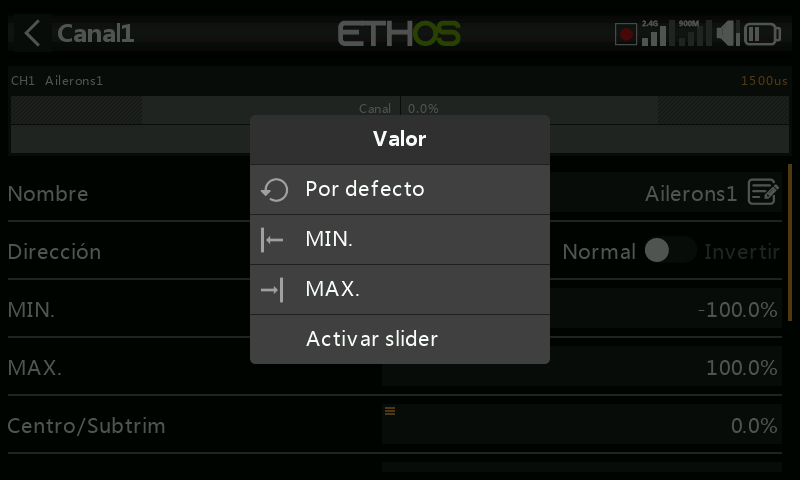 Canal1
ETHOS
2.4G
900M
CH1 Ailerons1
1500us
Canal 0.0%
Valor
Por defecto
MIN.
MAX.
Activar slider
Nombre
Ailerons1
Dirección
Normal
Invertir
MIN.
-100.0%
MAX.
100.0%
Centro/Subtrim
0.0%